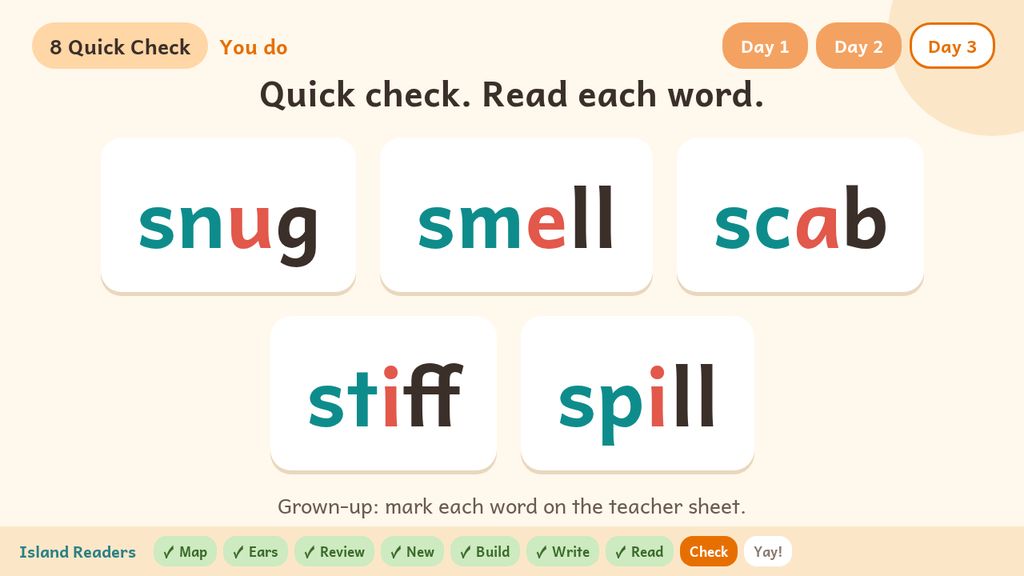 8 Quick Check You do Day 1 Day 2 Day 3
Quick check. Read each word.
snug smell scab
stiff spill
Grown-up: mark each word on the teacher sheet.
Island Readers ✓ Map ✓ Ears ✓ Review ✓ New ✓ Build ✓ Write ✓ Read Check Yay!